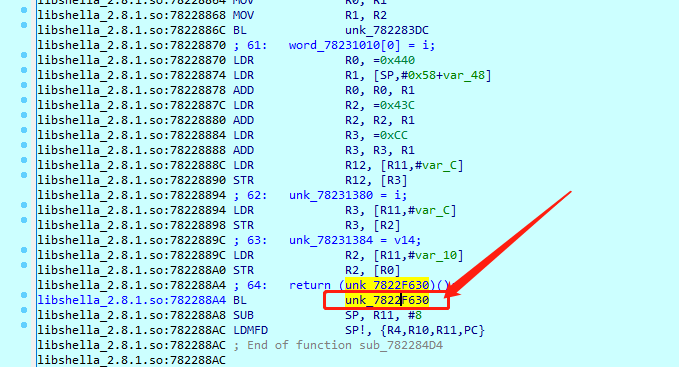 libshella_2.8.1.so:78228864 MOV R0, R1
libshella_2.8.1.so:78228868 MOV R1, R2
libshella_2.8.1.so:7822886C BL unk_782283DC
libshella_2.8.1.so:78228870 ; 61: word_78231010[0] = i;
libshella_2.8.1.so:78228870 LDR R0, =0x440
libshella_2.8.1.so:78228874 LDR R1, [SP,#0x58+var_48]
libshella_2.8.1.so:78228878 ADD R0, R0, R1
libshella_2.8.1.so:7822887C LDR R2, =0x43C
libshella_2.8.1.so:78228880 ADD R2, R2, R1
libshella_2.8.1.so:78228884 LDR R3, =0xCC
libshella_2.8.1.so:78228888 ADD R3, R3, R1
libshella_2.8.1.so:7822888C LDR R12, [R11,#var_C]
libshella_2.8.1.so:78228890 STR R12, [R3]
libshella_2.8.1.so:78228894 ; 62: unk_78231380 = i;
libshella_2.8.1.so:78228894 LDR R3, [R11,#var_C]
libshella_2.8.1.so:78228898 STR R3, [R2]
libshella_2.8.1.so:7822889C ; 63: unk_78231384 = v14;
libshella_2.8.1.so:7822889C LDR R2, [R11,#var_10]
libshella_2.8.1.so:782288A0 STR R2, [R0]
libshella_2.8.1.so:782288A4 ; 64: return (unk_7822F630)()
libshella_2.8.1.so:782288A4 BL unk_7822F630
libshella_2.8.1.so:782288A8 SUB SP, R11, #8
libshella_2.8.1.so:782288AC LDMFD SP!, {R4,R10,R11,PC}
libshella_2.8.1.so:782288AC ; End of function sub_782284D4
libshella_2.8.1.so:782288AC